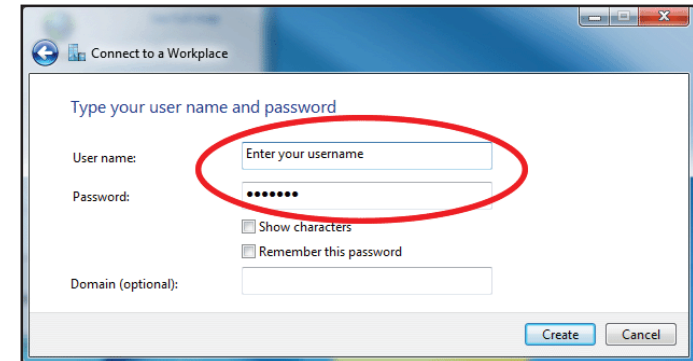 Connect to a Workplace
Type your user name and password
User name:
Enter your username
Password:
•••••••
Show characters
Remember this password
Domain (optional):
Create
Cancel